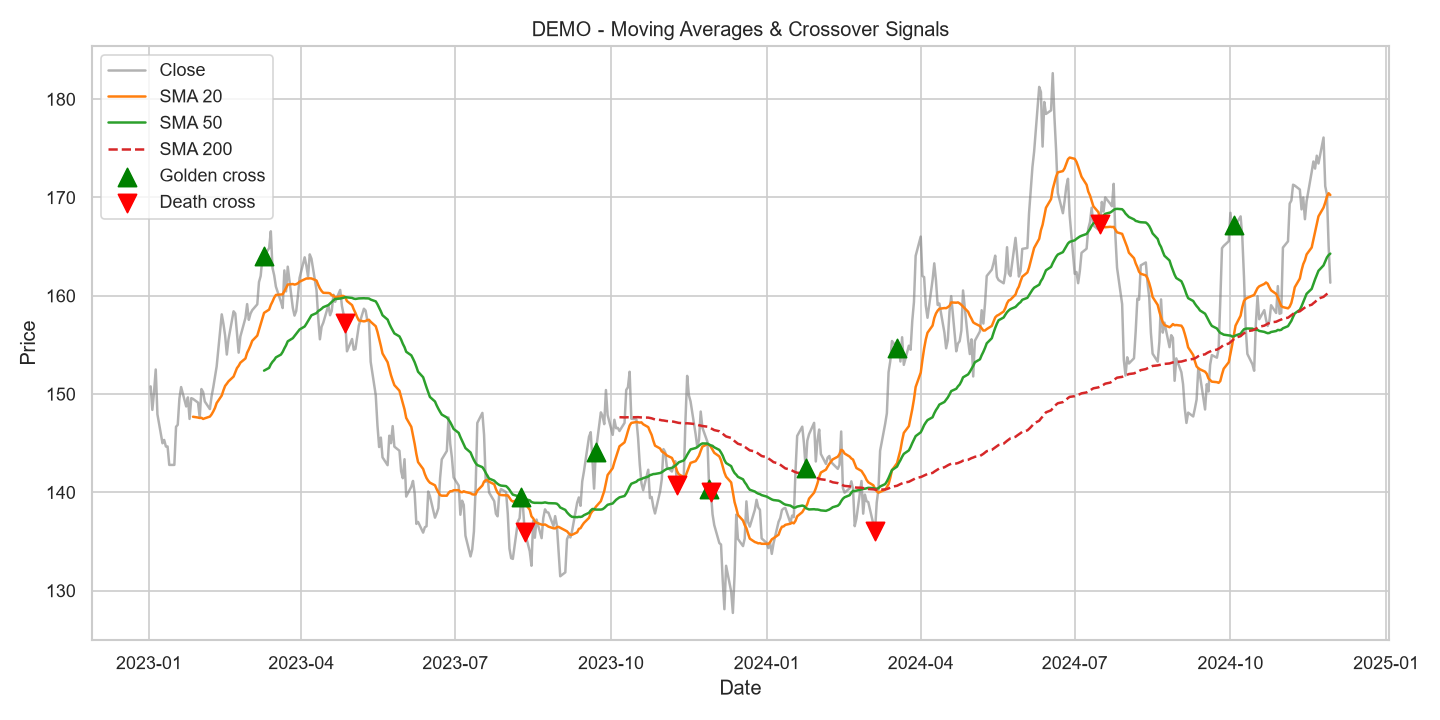 DEMO - Moving Averages & Crossover Signals
Close
SMA 20
SMA 50
SMA 200
Golden cross
Death cross
Price
180
170
160
150
140
130
2023-01 2023-04 2023-07 2023-10 2024-01 2024-04 2024-07 2024-10 2025-01
Date